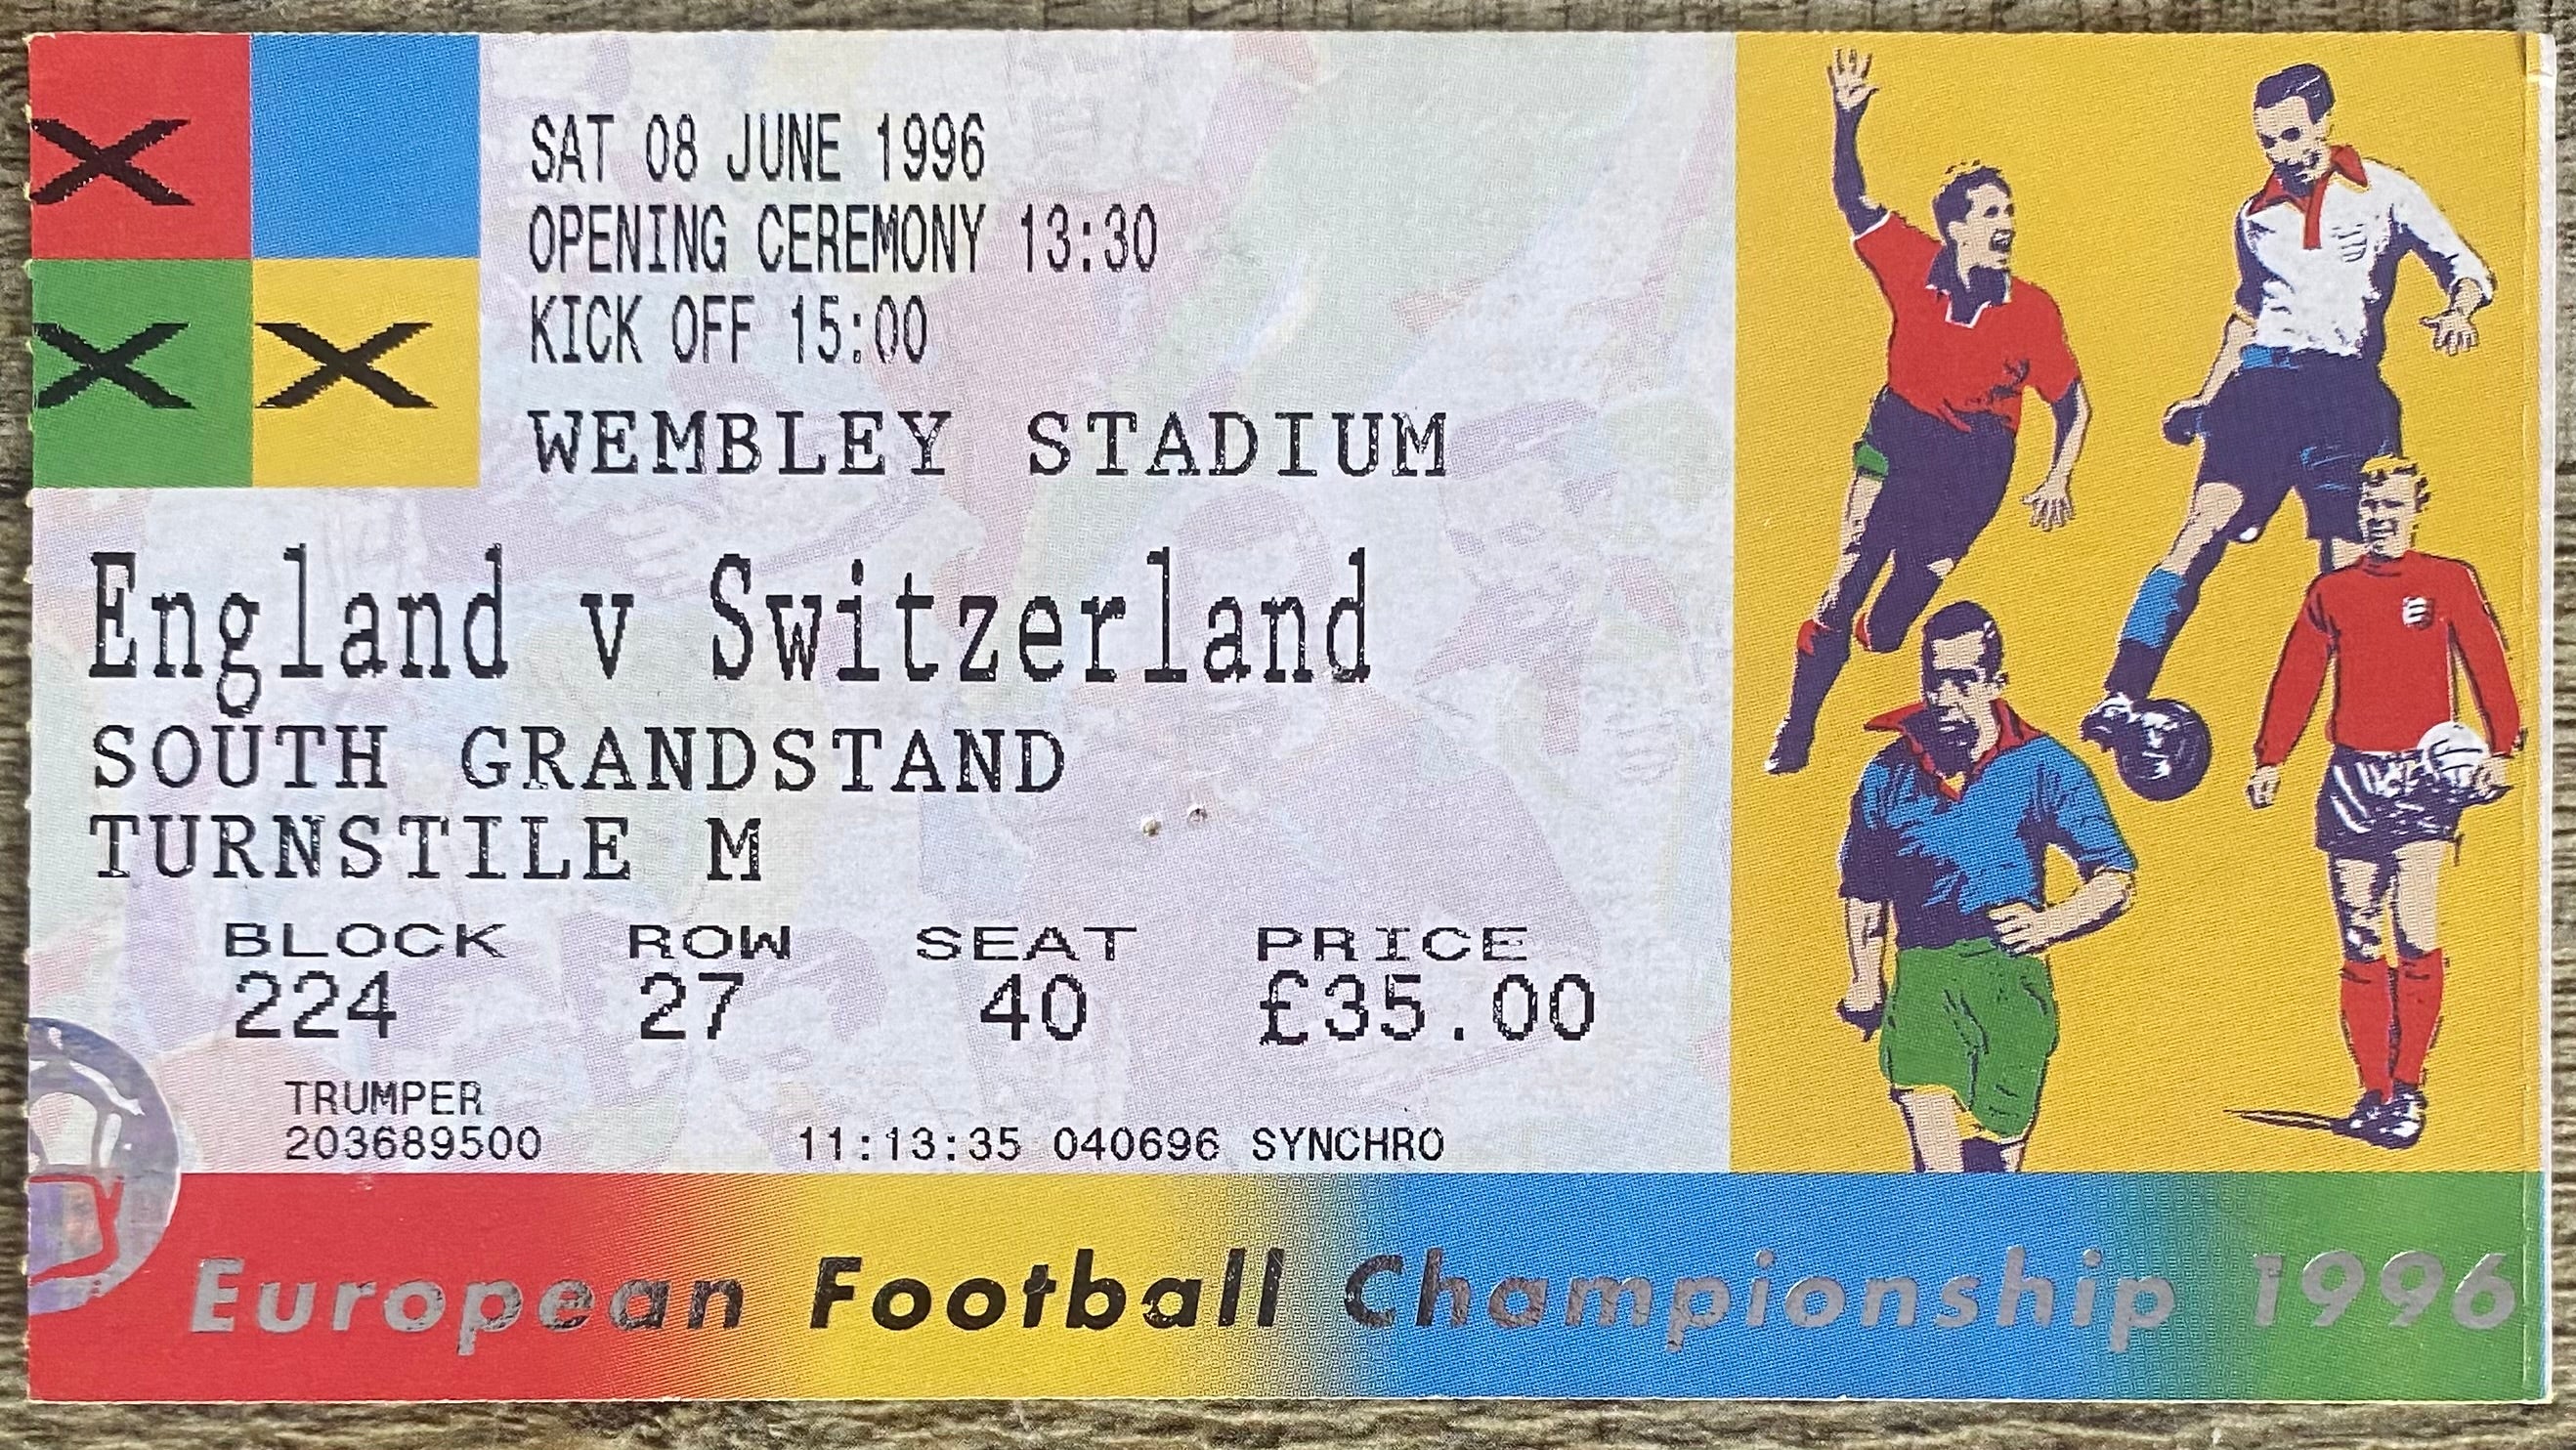 SAT 08 JUNE 1996
OPENING CEREMONY 13:30
KICK OFF 15:00
WEMBLEY STADIUM
England v Switzerland
SOUTH GRANDSTAND
TURNSTILE M
BLOCK ROW SEAT PRICE
224 27 40 £35.00
TRUMPER
203689500 11:13:35 040696 SYNCHRO
European Football Championship 1996